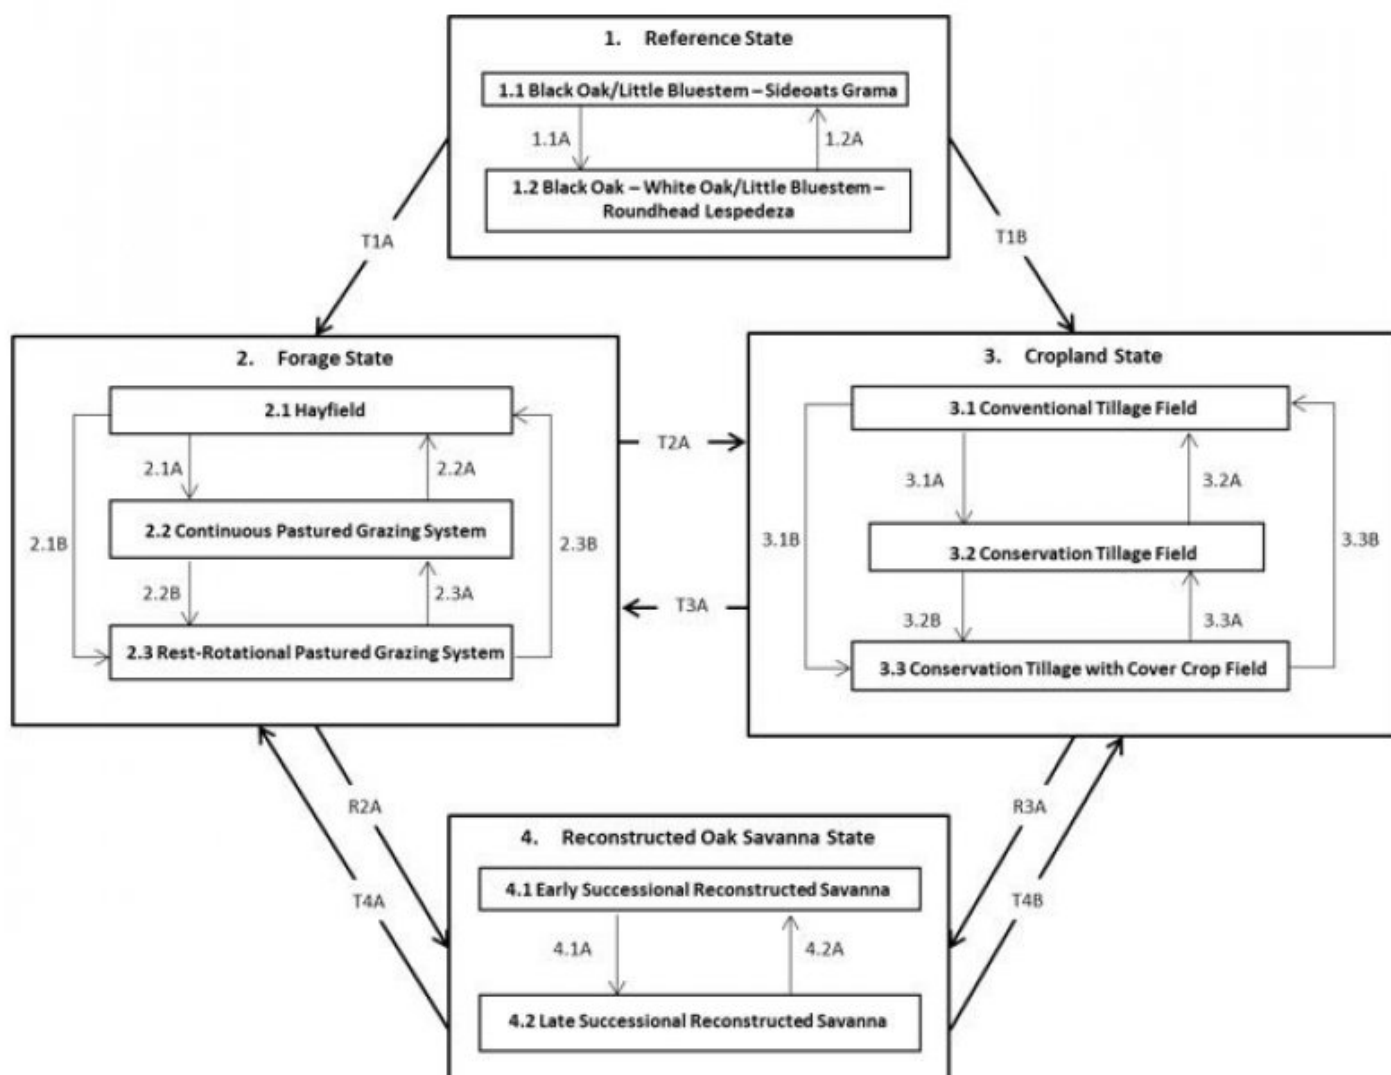 1. Reference State
1.1 Black Oak/Little Bluestem – Sideoats Grama
1.1A
1.2A
1.2 Black Oak – White Oak/Little Bluestem –
Roundhead Lespedeza
T1A
T1B
2. Forage State
2.1 Hayfield
2.1A
2.2A
2.2 Continuous Pastured Grazing System
2.1B
2.3B
2.2B
2.3A
2.3 Rest-Rotational Pastured Grazing System
T2A
T3A
3. Cropland State
3.1 Conventional Tillage Field
3.1A
3.2A
3.2 Conservation Tillage Field
3.1B
3.3B
3.2B
3.3A
3.3 Conservation Tillage with Cover Crop Field
R2A
T4A
R3A
T4B
4. Reconstructed Oak Savanna State
4.1 Early Successional Reconstructed Savanna
4.1A
4.2A
4.2 Late Successional Reconstructed Savanna